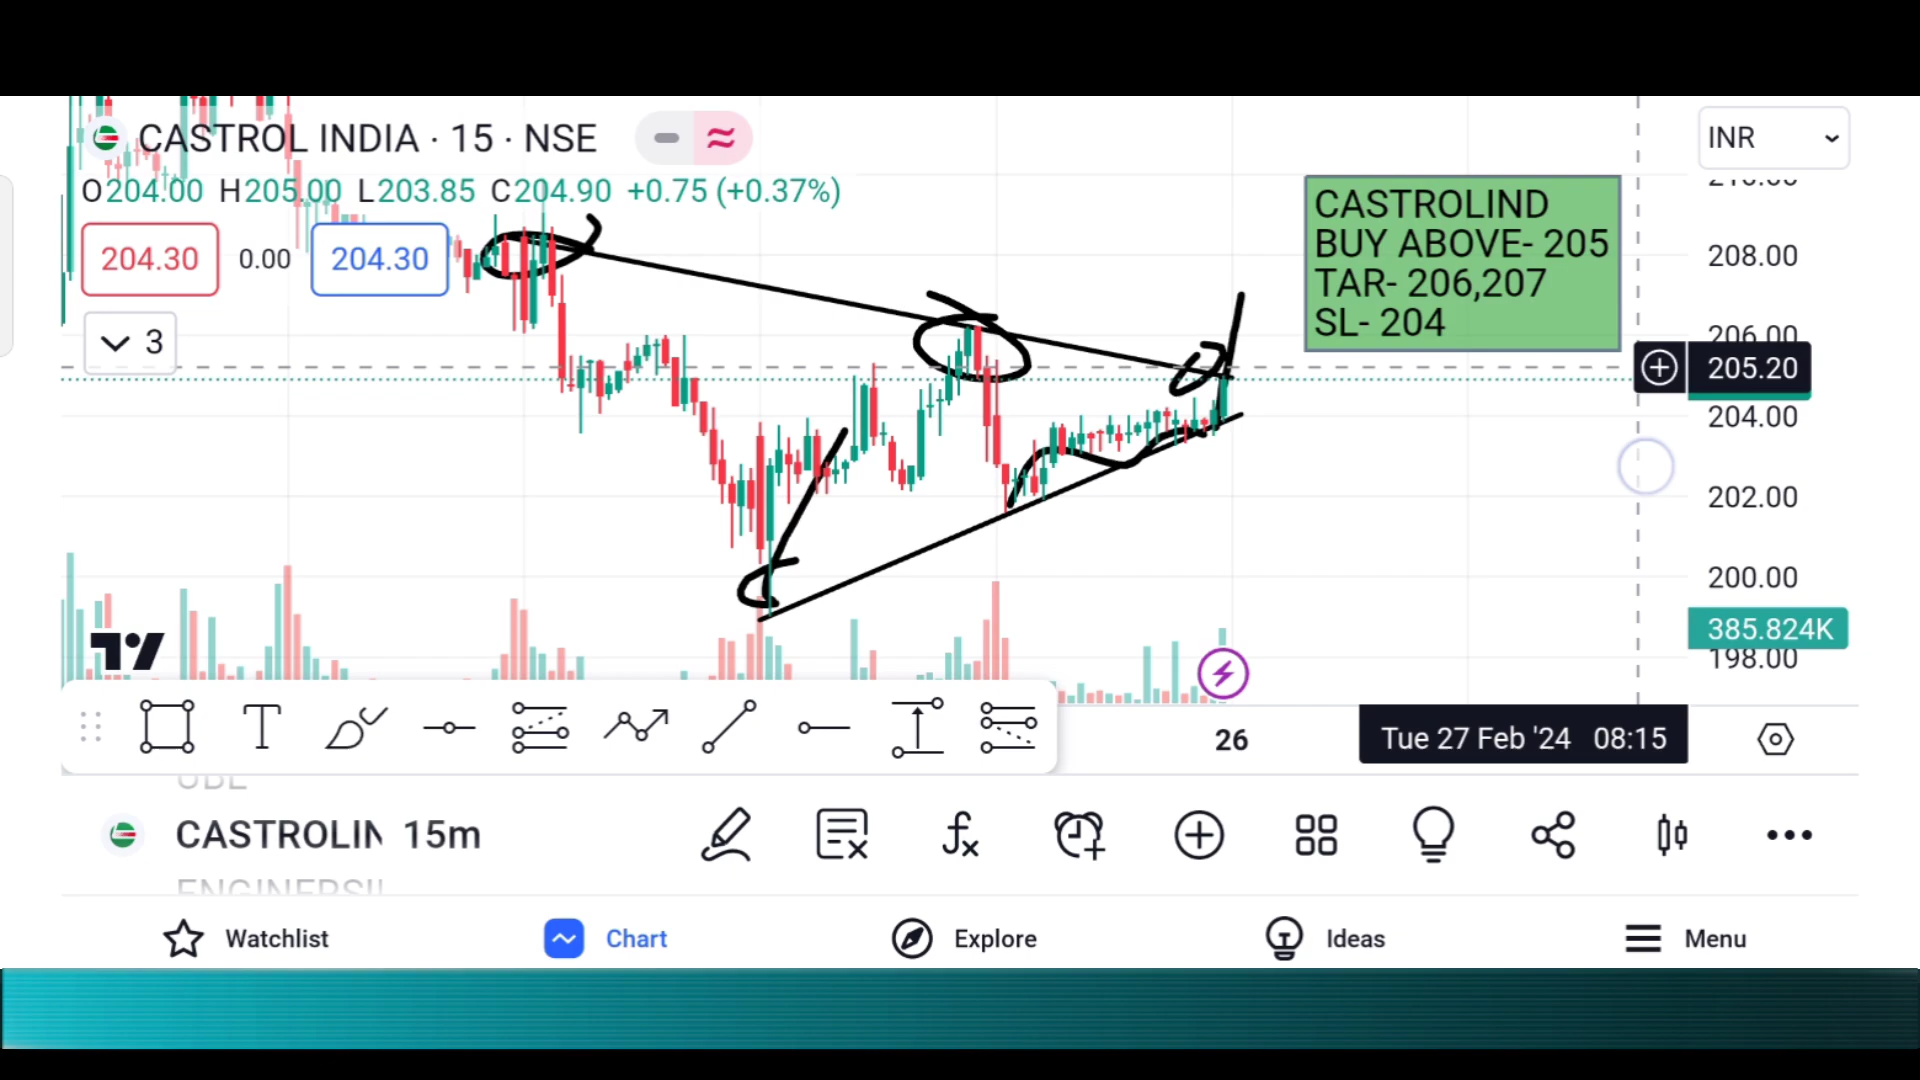 CASTROL INDIA · 15 · NSE
INR
O204.00 H205.00 L203.85 C204.90 +0.75 (+0.37%)
204.30 0.00 204.30
3
CASTROLIND
BUY ABOVE- 205
TAR- 206,207
SL- 204
208.00
206.00
205.20
204.00
202.00
200.00
385.824K
198.00
T
26
Tue 27 Feb '24 08:15
UBL
CASTROLIN 15m
Watchlist
Chart
Explore
Ideas
Menu